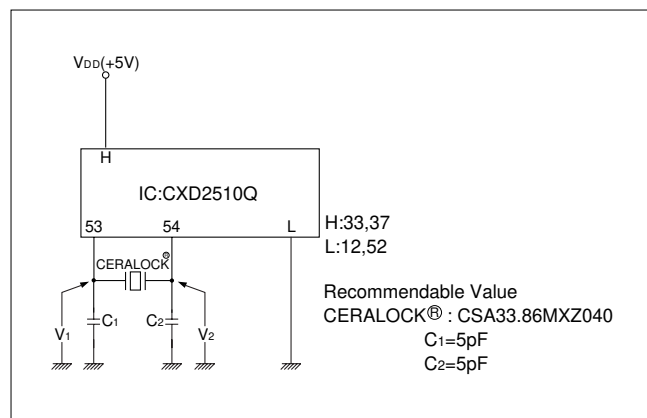 VDD(+5V)
H
IC:CXD2510Q
53 54 L
H:33,37
L:12,52
CERALOCK®
V1 C1 C2 V2
Recommendable Value
CERALOCK® : CSA33.86MXZ040
C1=5pF
C2=5pF